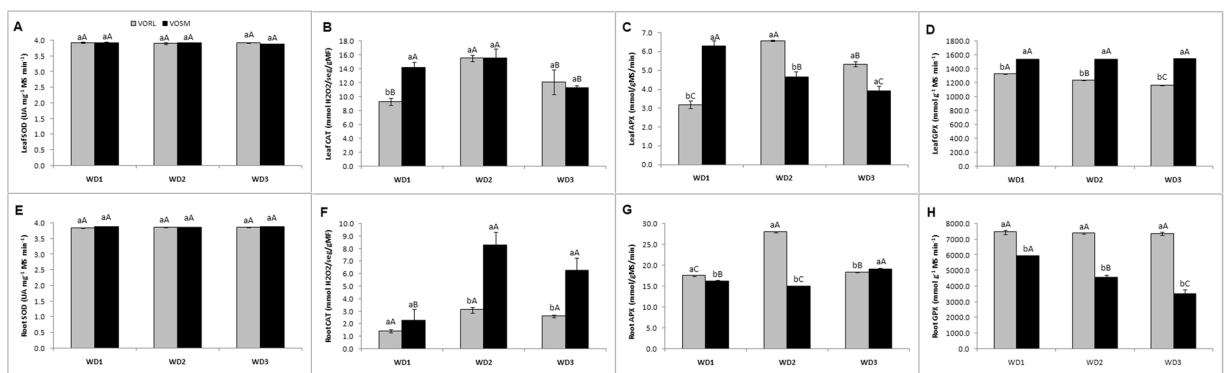 A
VORL VOSM
Leaf SOD (UA mg-1 MS min-1)
4.0
3.5
3.0
2.5
2.0
1.5
1.0
0.5
0.0
aA aA
aA aA
aA aA
WD1 WD2 WD3
B
Leaf CAT (mmol H2O2/seg/gMF)
18.0
16.0
14.0
12.0
10.0
8.0
6.0
4.0
2.0
0.0
bB aA
aA aA
aB aB
WD1 WD2 WD3
C
Leaf APX (mmol/gMS/min)
7.0
6.0
5.0
4.0
3.0
2.0
1.0
0.0
bC aA
aA bB
aB aC
WD1 WD2 WD3
D
Leaf GPX (mmol g-1 MS min-1)
1800.0
1600.0
1400.0
1200.0
1000.0
800.0
600.0
400.0
200.0
0.0
bA aA
bB aA
bC aA
WD1 WD2 WD3
E
Root SOD (UA mg-1 MS min-1)
4.0
3.5
3.0
2.5
2.0
1.5
1.0
0.5
0.0
aA aA
aA aA
aA aA
WD1 WD2 WD3
F
Root CAT (mmol H2O2/seg/gMF)
10.0
9.0
8.0
7.0
6.0
5.0
4.0
3.0
2.0
1.0
0.0
aA aB
bA aA
bA aA
WD1 WD2 WD3
G
Root APX (mmol/gMS/min)
30.0
25.0
20.0
15.0
10.0
5.0
0.0
aC bB
aA bC
bB aA
WD1 WD2 WD3
H
Root GPX (mmol g-1 MS min-1)
8000.0
7000.0
6000.0
5000.0
4000.0
3000.0
2000.0
1000.0
0.0
aA bA
aA bB
aA bC
WD1 WD2 WD3